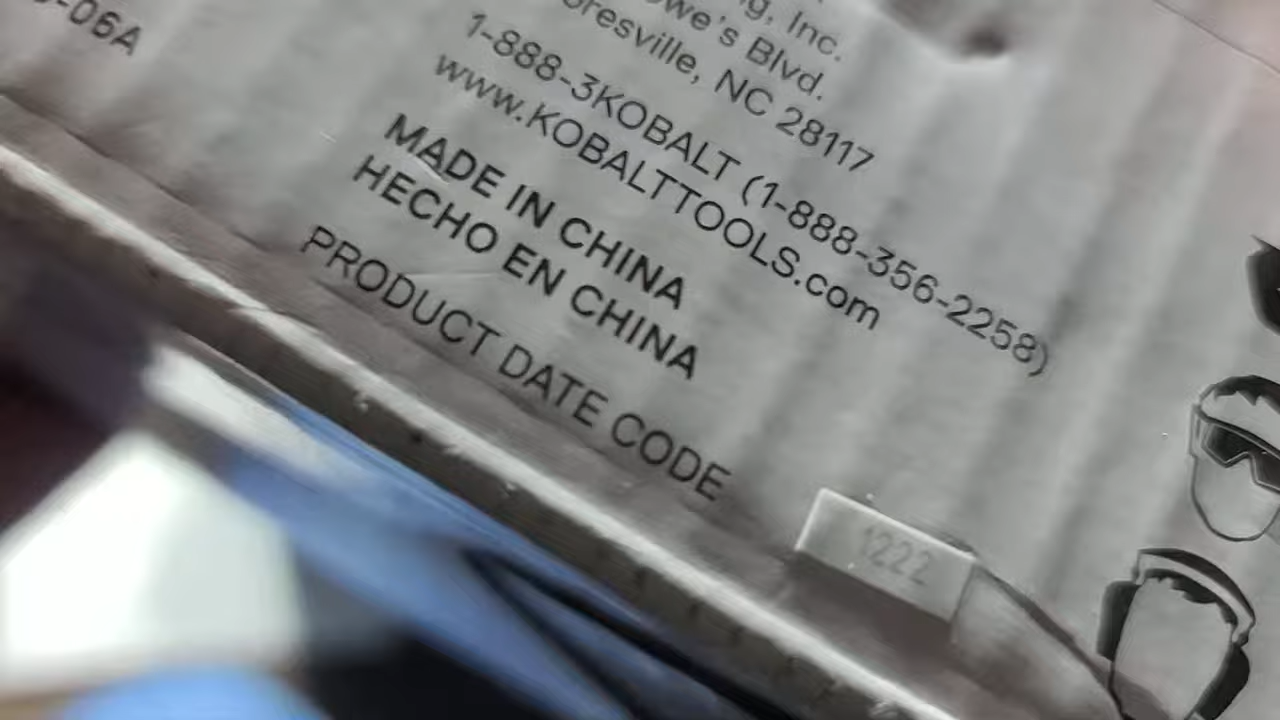 -06A
g, Inc.
owe's Blvd.
oresville, NC 28117
1-888-3KOBALT (1-888-356-2258)
www.KOBALTTOOLS.com
MADE IN CHINA
HECHO EN CHINA
PRODUCT DATE CODE
1222